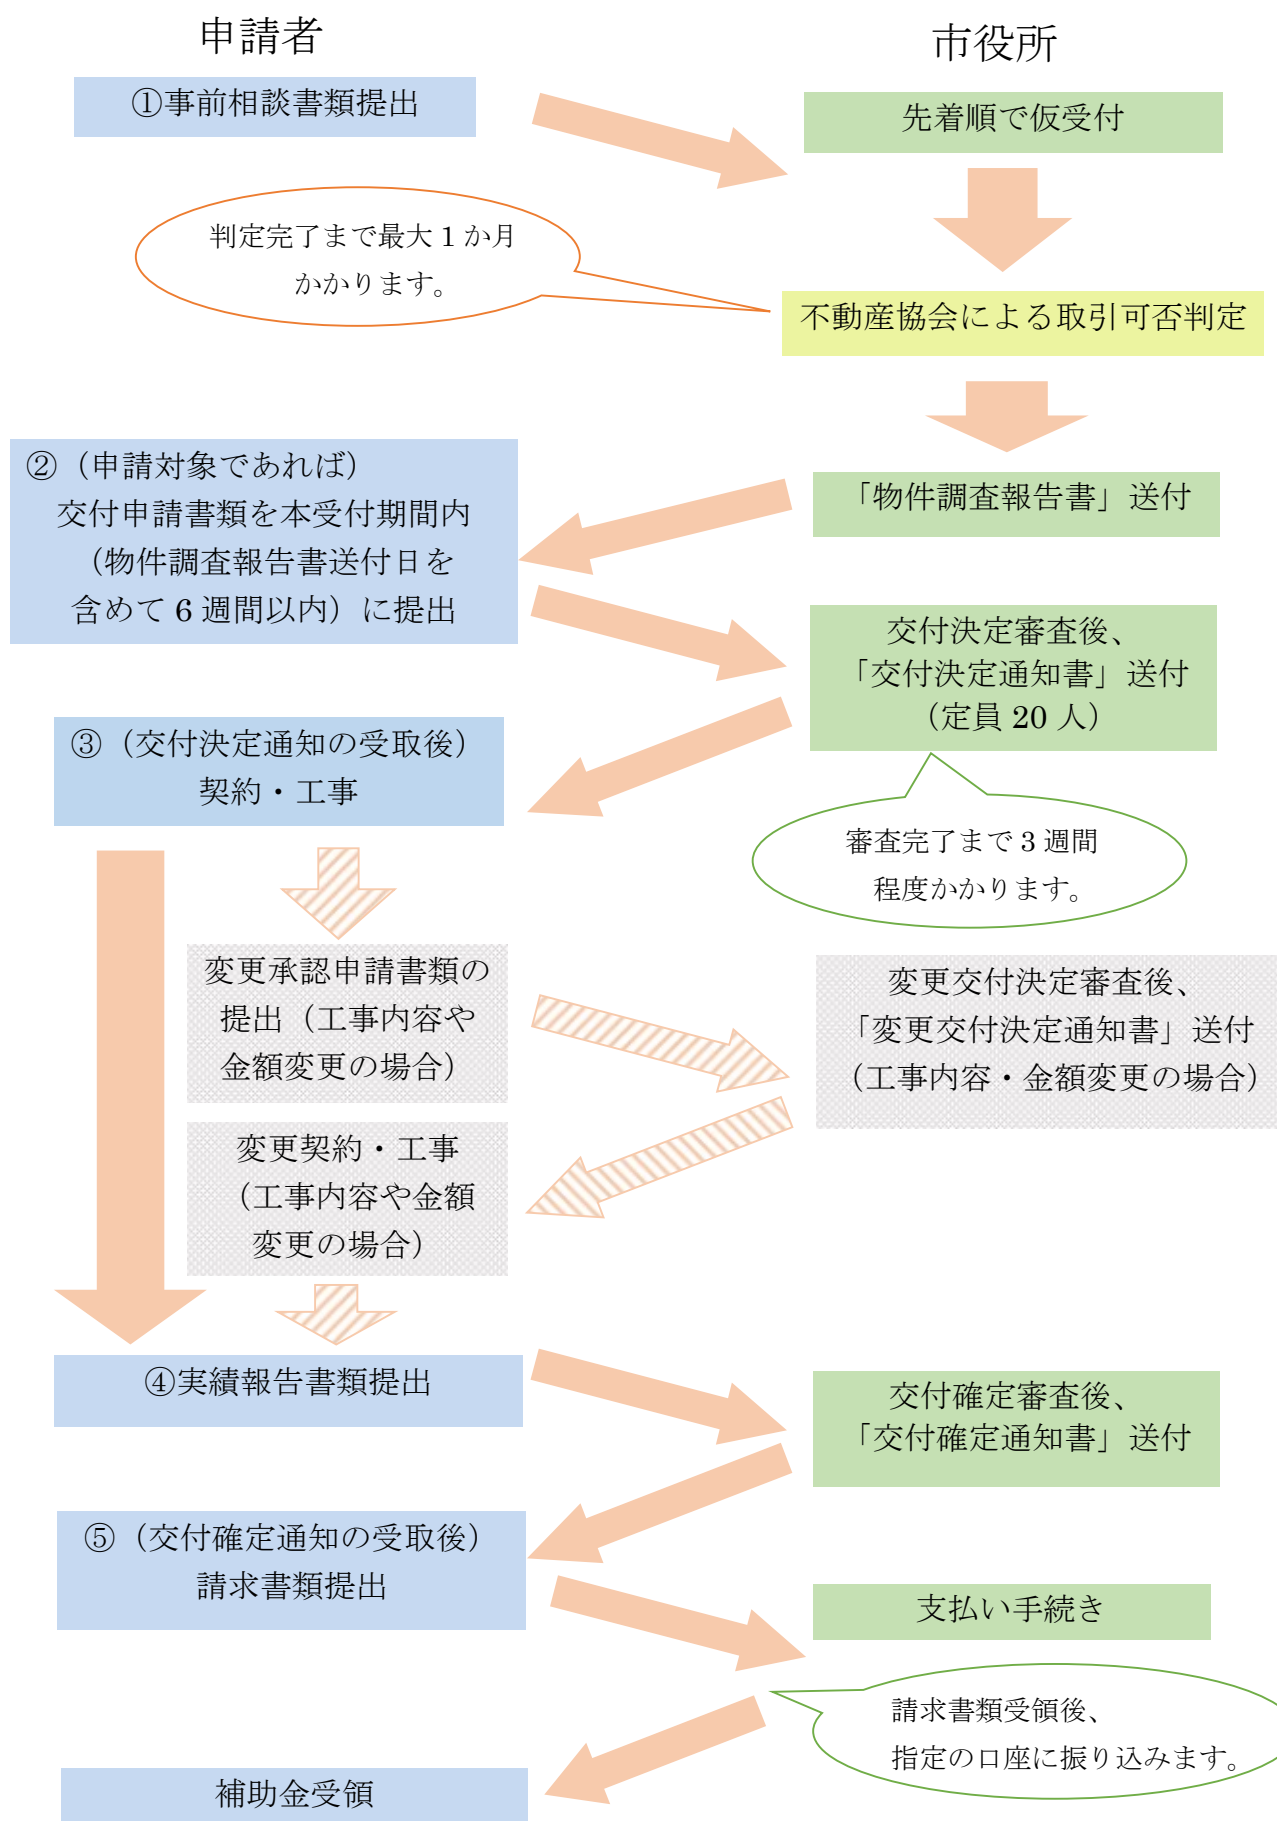 申請者
市役所
①事前相談書類提出
先着順で仮受付
判定完了まで最大１か月
かかります。
不動産協会による取引可否判定
②（申請対象であれば）
交付申請書類を本受付期間内
（物件調査報告書送付日を
含めて 6 週間以内）に提出
「物件調査報告書」送付
交付決定審査後、
「交付決定通知書」送付
（定員 20 人）
③（交付決定通知の受取後）
契約・工事
審査完了まで 3 週間
程度かかります。
変更承認申請書類の
提出（工事内容や
金額変更の場合）
変更交付決定審査後、
「変更交付決定通知書」送付
（工事内容・金額変更の場合）
変更契約・工事
（工事内容や金額
変更の場合）
④実績報告書類提出
交付確定審査後、
「交付確定通知書」送付
⑤（交付確定通知の受取後）
請求書類提出
支払い手続き
請求書類受領後、
指定の口座に振り込みます。
補助金受領